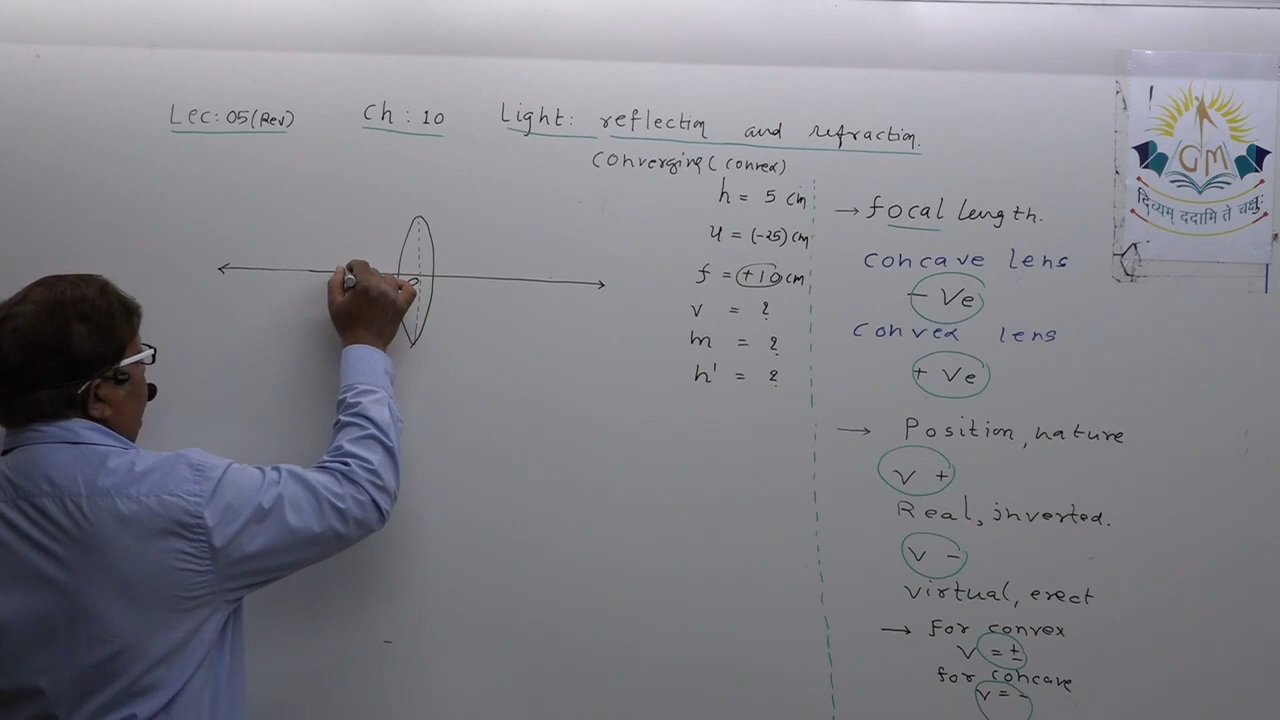 Lec: 05 (Rev) Ch : 10 Light: reflection and refraction.
Converging (convex)
h = 5 cm
u = (-25) cm
f = +10 cm
v = ?
m = ?
h' = ?
→ focal length.
concave lens
- Ve
convex lens
+ Ve
→ Position, nature
v +
Real, inverted.
v -
virtual, erect
→ for convex
v = ±
for concave
v = -
O
GM
दिव्यम् ददामि ते चक्षुः